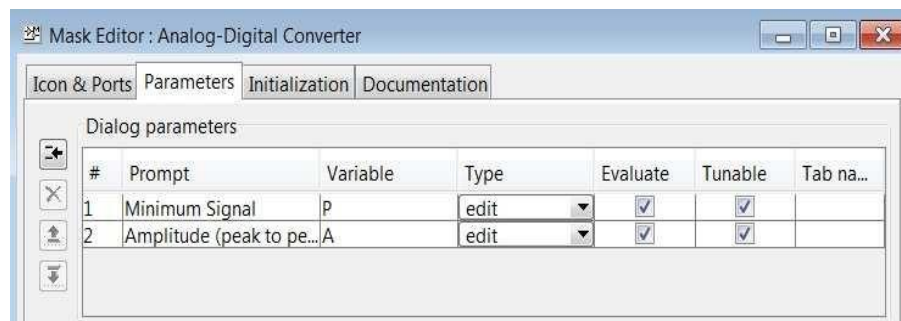 Mask Editor : Analog-Digital Converter
Icon & Ports Parameters Initialization Documentation
Dialog parameters
# Prompt Variable Type Evaluate Tunable Tab na...
1 Minimum Signal P edit
2 Amplitude (peak to pe... A edit